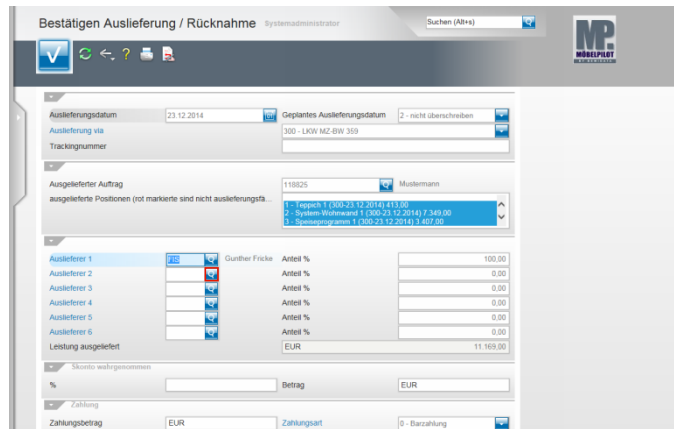 Bestätigen Auslieferung / Rücknahme Systemadministrator Suchen (Alt+s)
MP
MÖBELPILOT
?
Auslieferungsdatum 23.12.2014 Geplantes Auslieferungsdatum 2 - nicht überschreiben
Auslieferung via 300 - LKW MZ-BW 359
Trackingnummer
Ausgelieferter Auftrag 118825 Mustermann
ausgelieferte Positionen (rot markierte sind nicht auslieferungsfä...
1 - Teppich 1 (300-23.12.2014) 413,00
2 - System-Wohnwand 1 (300-23.12.2014) 7.349,00
3 - Speiseprogramm 1 (300-23.12.2014) 3.407,00
Auslieferer 1 Gunther Fricke Anteil % 100,00
Auslieferer 2 Anteil % 0,00
Auslieferer 3 Anteil % 0,00
Auslieferer 4 Anteil % 0,00
Auslieferer 5 Anteil % 0,00
Auslieferer 6 Anteil % 0,00
Leistung ausgeliefert EUR 11.169,00
Skonto wahrgenommen
% Betrag EUR
Zahlung
Zahlungsbetrag EUR Zahlungsart 0 - Barzahlung